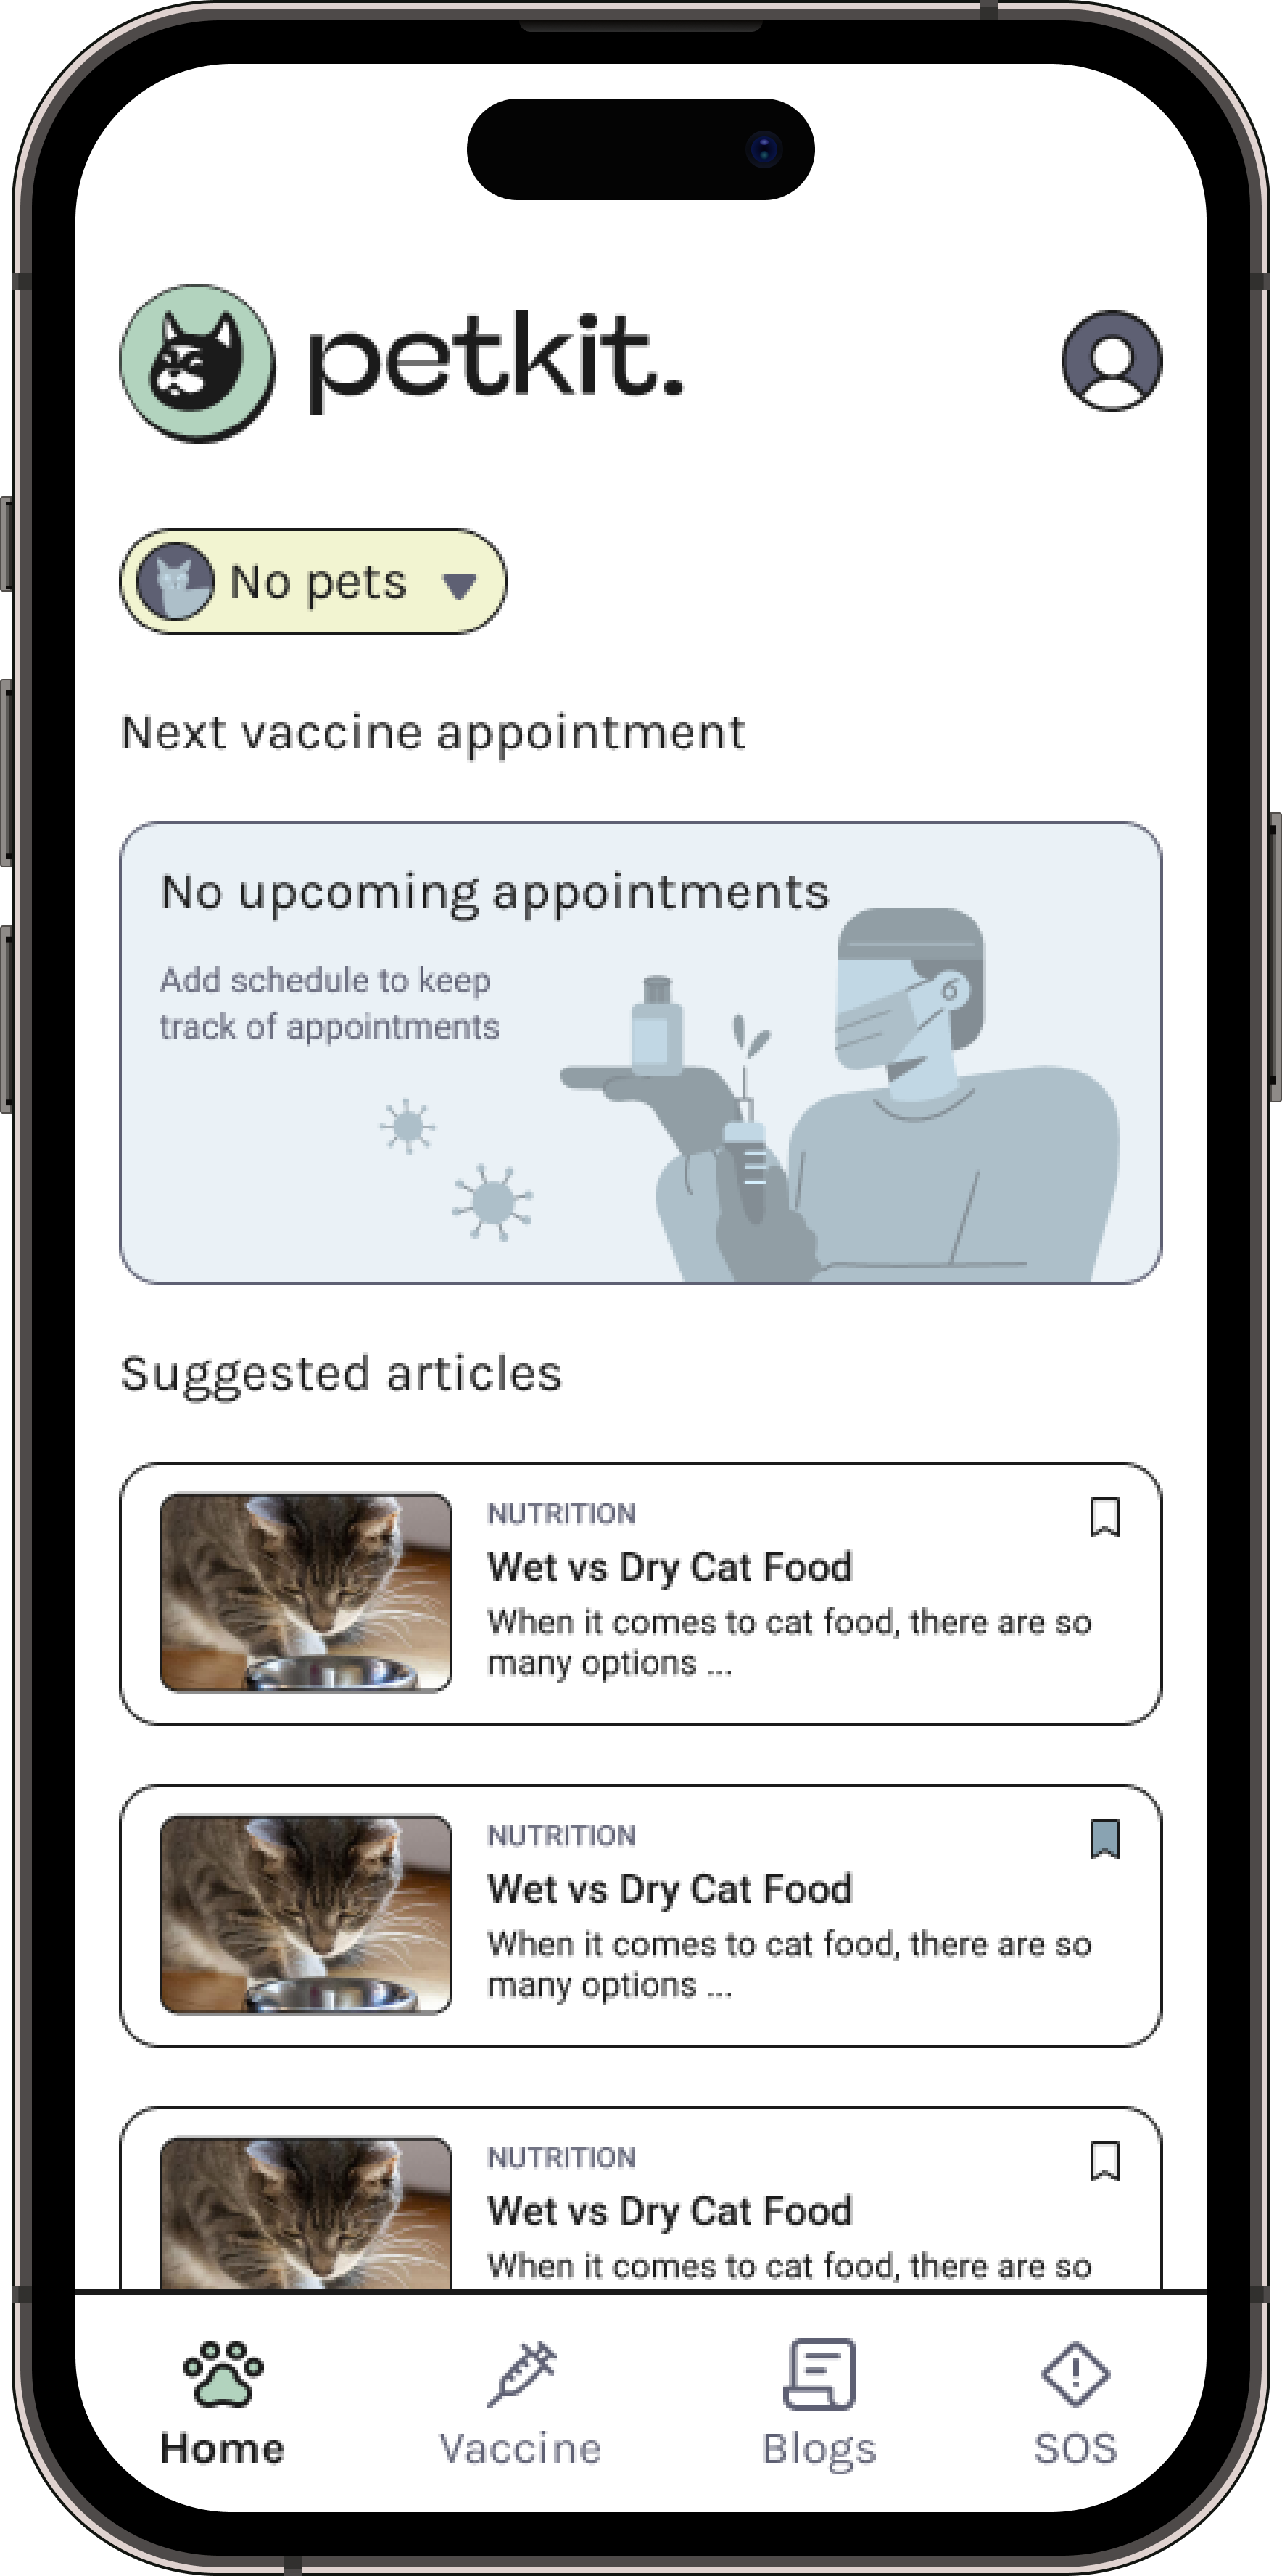 petkit.
No pets
Next vaccine appointment
No upcoming appointments
Add schedule to keep
track of appointments
Suggested articles
NUTRITION
Wet vs Dry Cat Food
When it comes to cat food, there are so
many options ...
NUTRITION
Wet vs Dry Cat Food
When it comes to cat food, there are so
many options ...
NUTRITION
Wet vs Dry Cat Food
When it comes to cat food, there are so
Home
Vaccine
Blogs
SOS